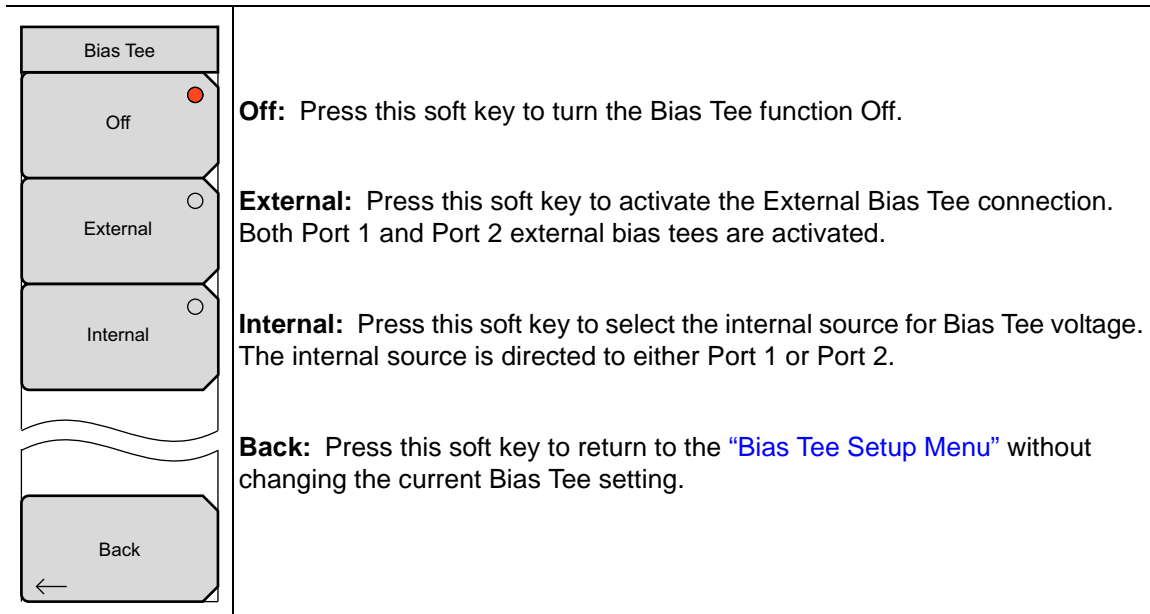 Bias Tee
Off
External
Internal
Back
Off: Press this soft key to turn the Bias Tee function Off.
External: Press this soft key to activate the External Bias Tee connection.
Both Port 1 and Port 2 external bias tees are activated.
Internal: Press this soft key to select the internal source for Bias Tee voltage.
The internal source is directed to either Port 1 or Port 2.
Back: Press this soft key to return to the “Bias Tee Setup Menu” without
changing the current Bias Tee setting.